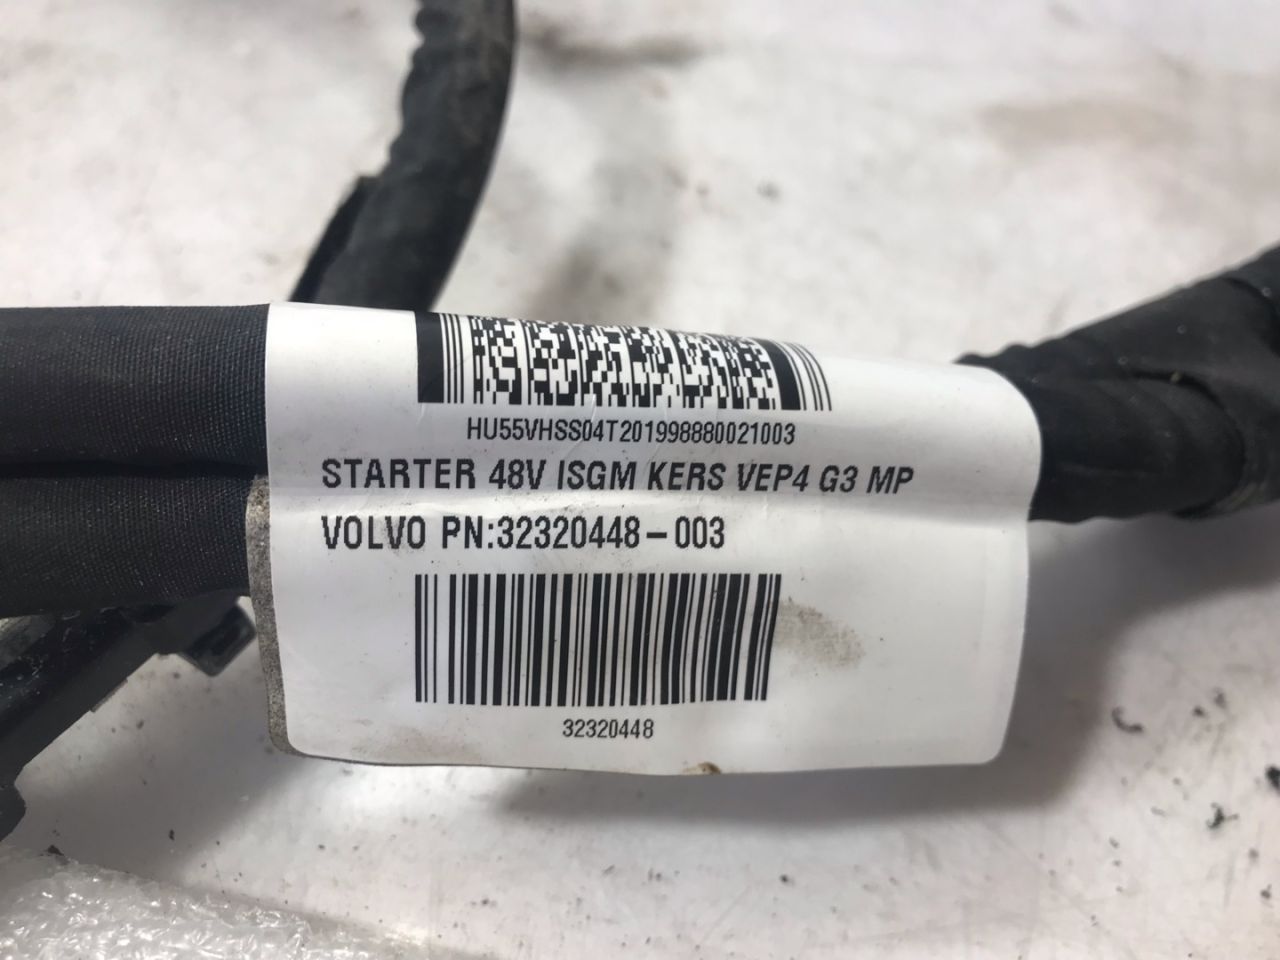 HU55VHSS04T201998880021003
STARTER 48V ISGM KERS VEP4 G3 MP
VOLVO PN:32320448-003
32320448